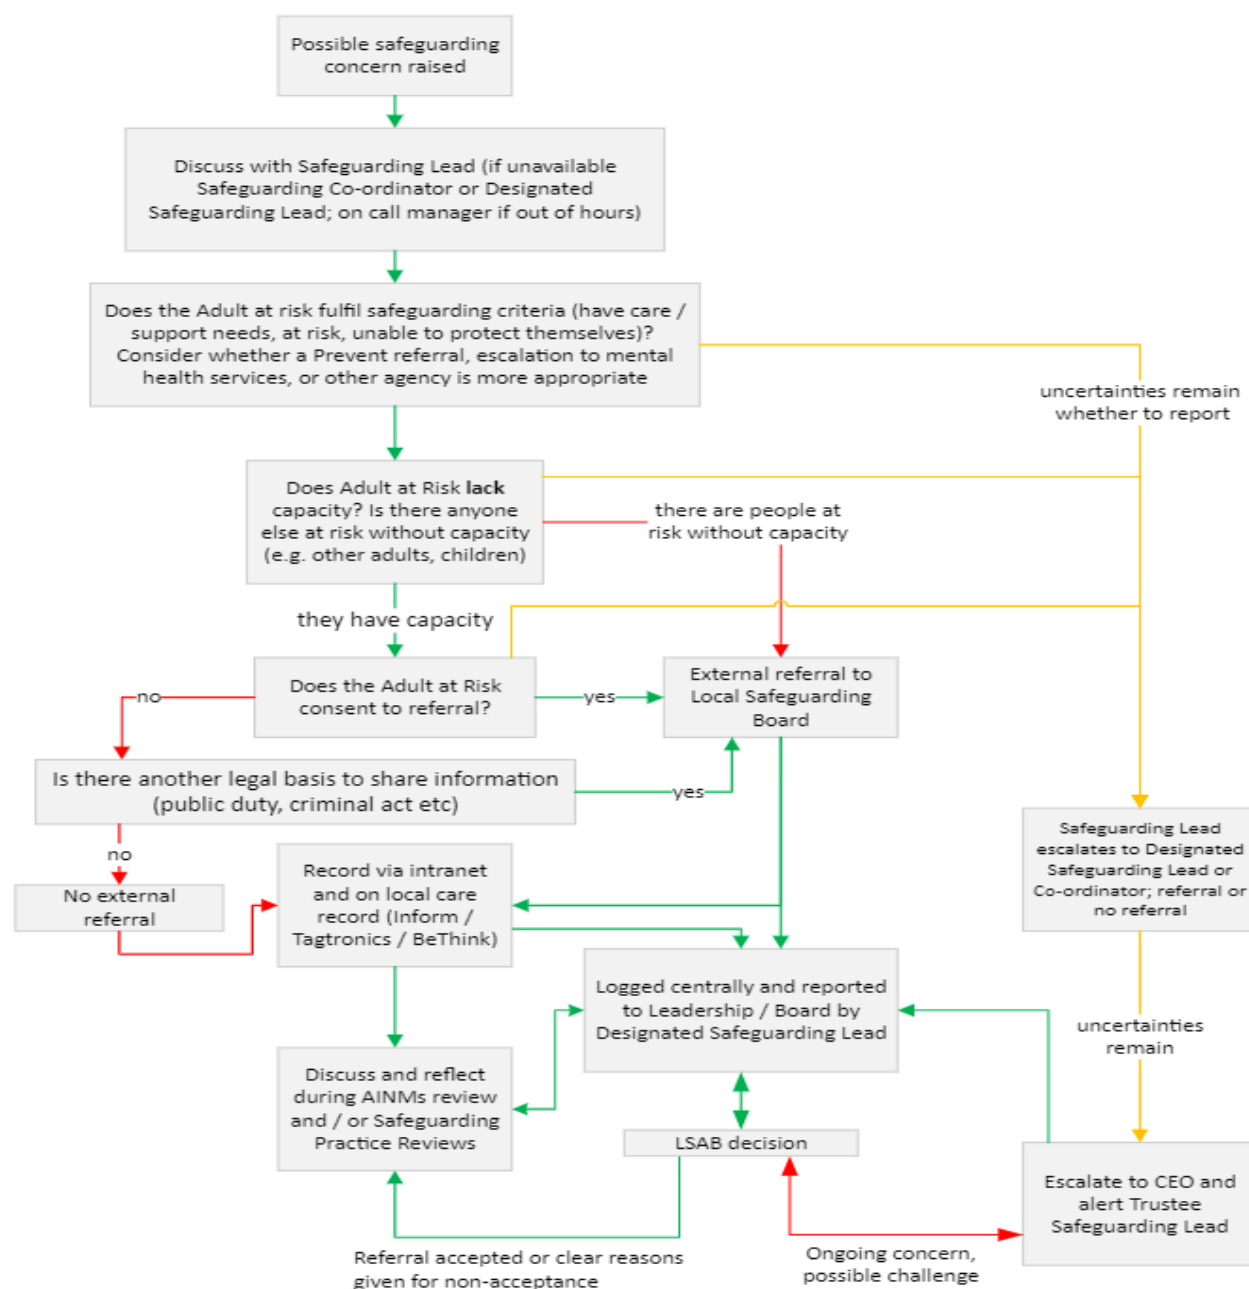 Possible safeguarding
concern raised
Discuss with Safeguarding Lead (if unavailable
Safeguarding Co-ordinator or Designated
Safeguarding Lead; on call manager if out of hours)
Does the Adult at risk fulfil safeguarding criteria (have care /
support needs, at risk, unable to protect themselves)?
Consider whether a Prevent referral, escalation to mental
health services, or other agency is more appropriate
uncertainties remain
whether to report
Does Adult at Risk lack
capacity? Is there anyone
else at risk without capacity
(e.g. other adults, children)
there are people at
risk without capacity
they have capacity
Does the Adult at Risk
consent to referral?
no
yes
External referral to
Local Safeguarding
Board
Is there another legal basis to share information
(public duty, criminal act etc)
yes
no
No external
referral
Record via intranet
and on local care
record (Inform /
Tagtronics / BeThink)
Safeguarding Lead
escalates to Designated
Safeguarding Lead or
Co-ordinator; referral or
no referral
Logged centrally and reported
to Leadership / Board by
Designated Safeguarding Lead
uncertainties
remain
Discuss and reflect
during AINMs review
and / or Safeguarding
Practice Reviews
LSAB decision
Escalate to CEO and
alert Trustee
Safeguarding Lead
Referral accepted or clear reasons
given for non-acceptance
Ongoing concern,
possible challenge